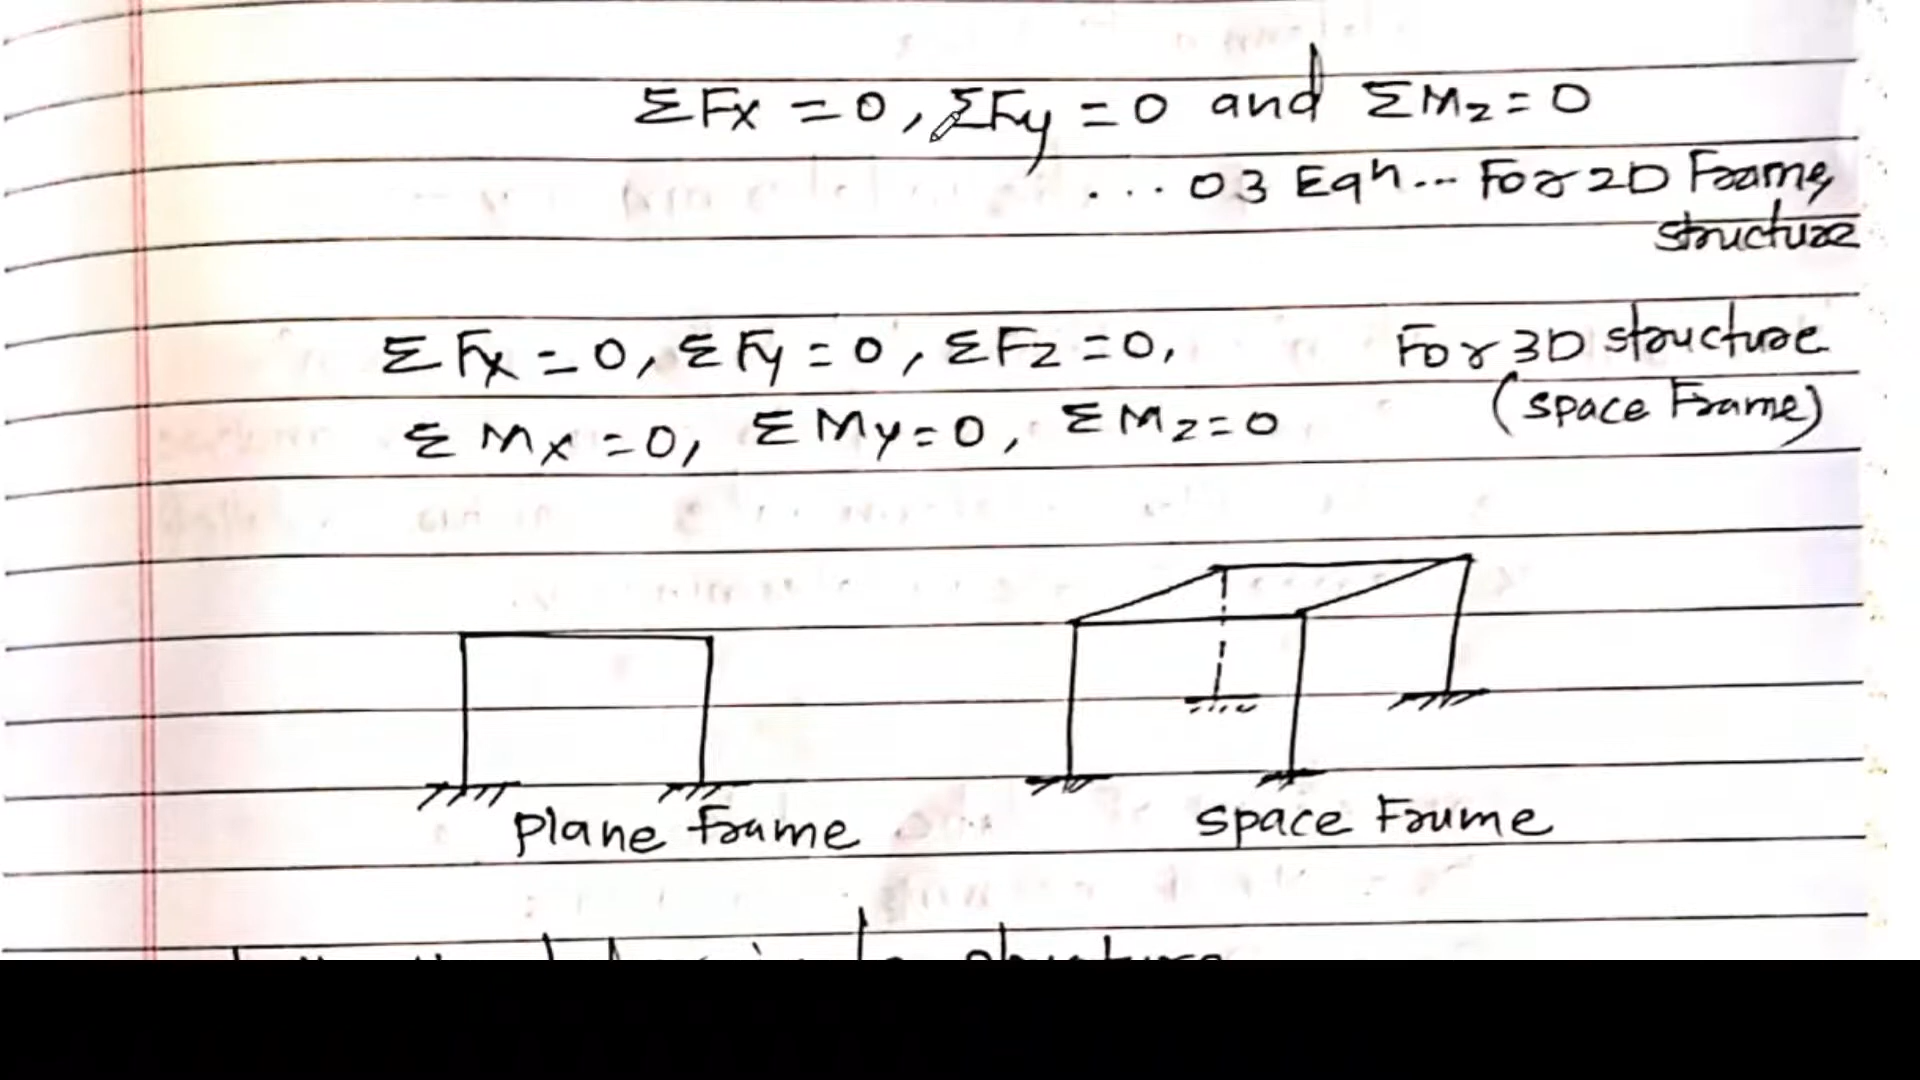 ΣFx = 0, ΣFy = 0 and ΣMz = 0
... 03 Eqn... For 2D Frame,
structure
ΣFx = 0, ΣFy = 0, ΣFz = 0, For 3D structure
ΣMx = 0, ΣMy = 0, ΣMz = 0 (space Frame)
plane frame
space Frame
structure